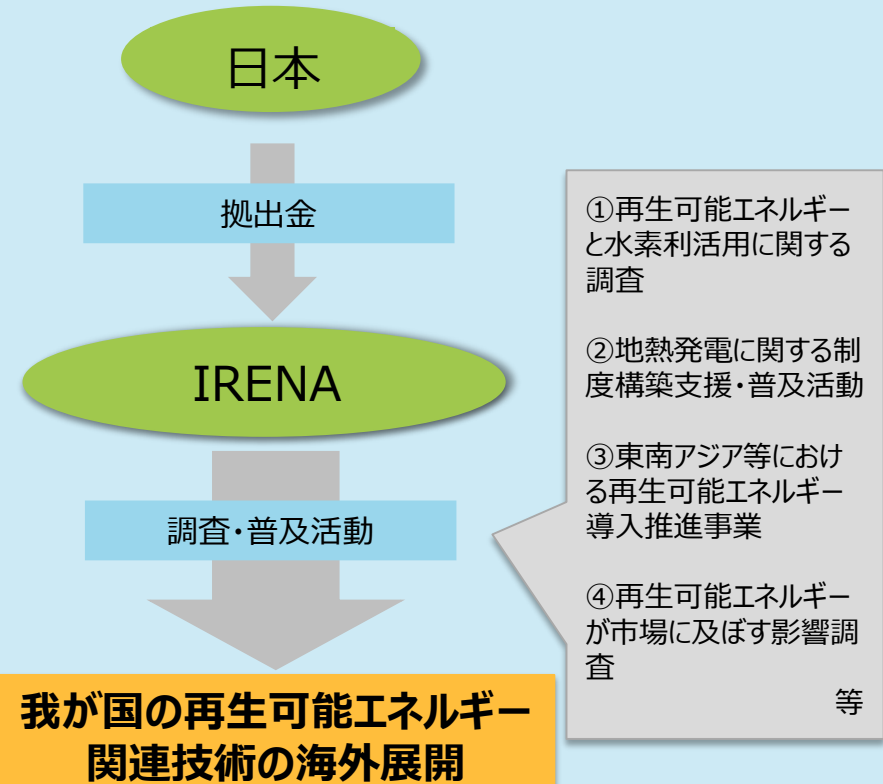 日本
拠出金
IRENA
調査・普及活動
我が国の再生可能エネルギー
関連技術の海外展開
①再生可能エネルギー
と水素利活用に関する
調査
②地熱発電に関する制
度構築支援・普及活動
③東南アジア等におけ
る再生可能エネルギー
導入推進事業
④再生可能エネルギー
が市場に及ぼす影響調
査
等